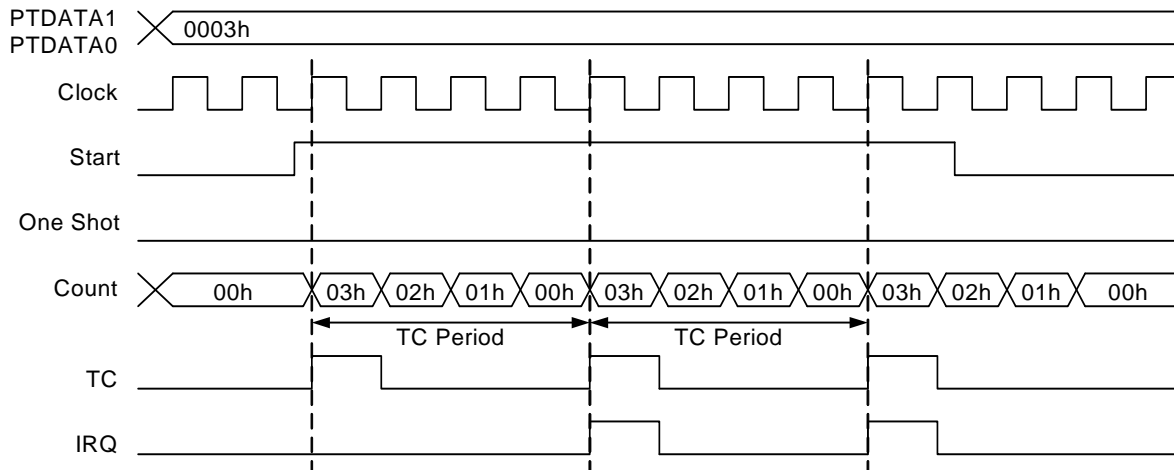 PTDATA1
PTDATA0
0003h
Clock
Start
One Shot
Count
00h 03h 02h 01h 00h 03h 02h 01h 00h 03h 02h 01h 00h
TC Period TC Period
TC
IRQ